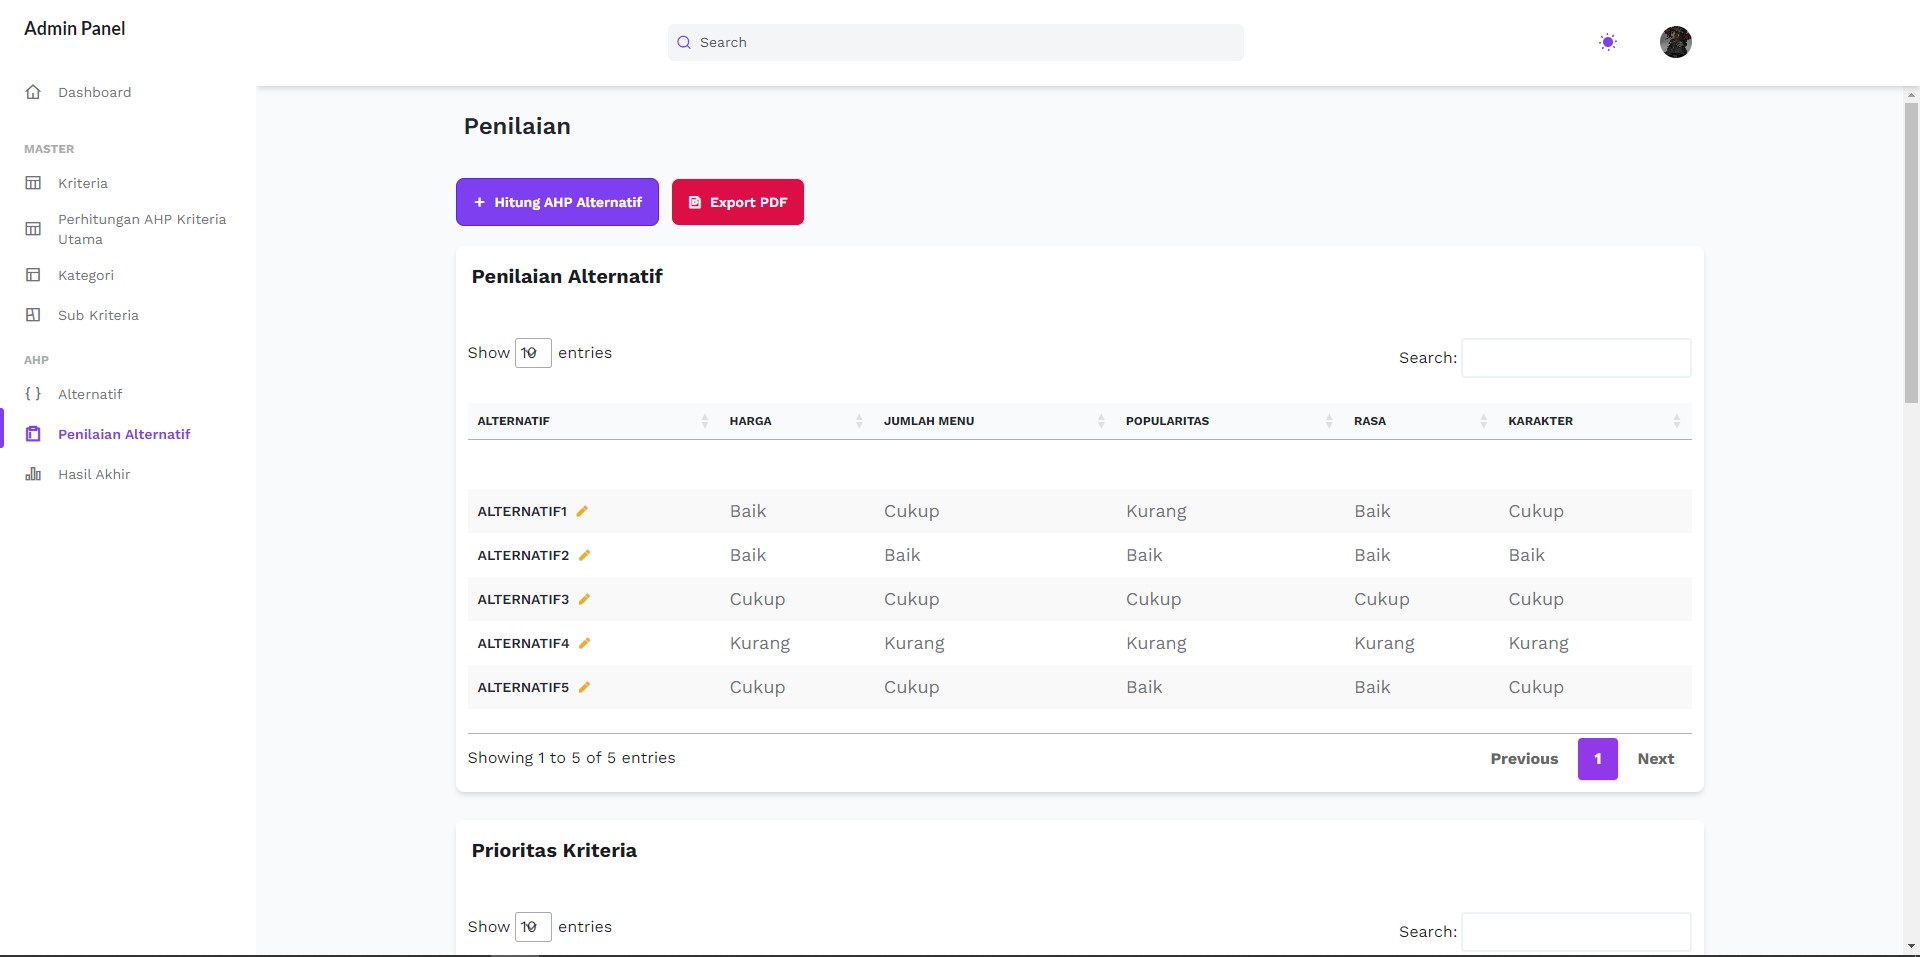 Admin Panel
Search
Dashboard
MASTER
Kriteria
Perhitungan AHP Kriteria
Utama
Kategori
Sub Kriteria
AHP
Alternatif
Penilaian Alternatif
Hasil Akhir
Penilaian
+ Hitung AHP Alternatif Export PDF
Penilaian Alternatif
Show 10 entries Search:
ALTERNATIF HARGA JUMLAH MENU POPULARITAS RASA KARAKTER
ALTERNATIF1 Baik Cukup Kurang Baik Cukup
ALTERNATIF2 Baik Baik Baik Baik Baik
ALTERNATIF3 Cukup Cukup Cukup Cukup Cukup
ALTERNATIF4 Kurang Kurang Kurang Kurang Kurang
ALTERNATIF5 Cukup Cukup Baik Baik Cukup
Showing 1 to 5 of 5 entries Previous 1 Next
Prioritas Kriteria
Show 10 entries Search: